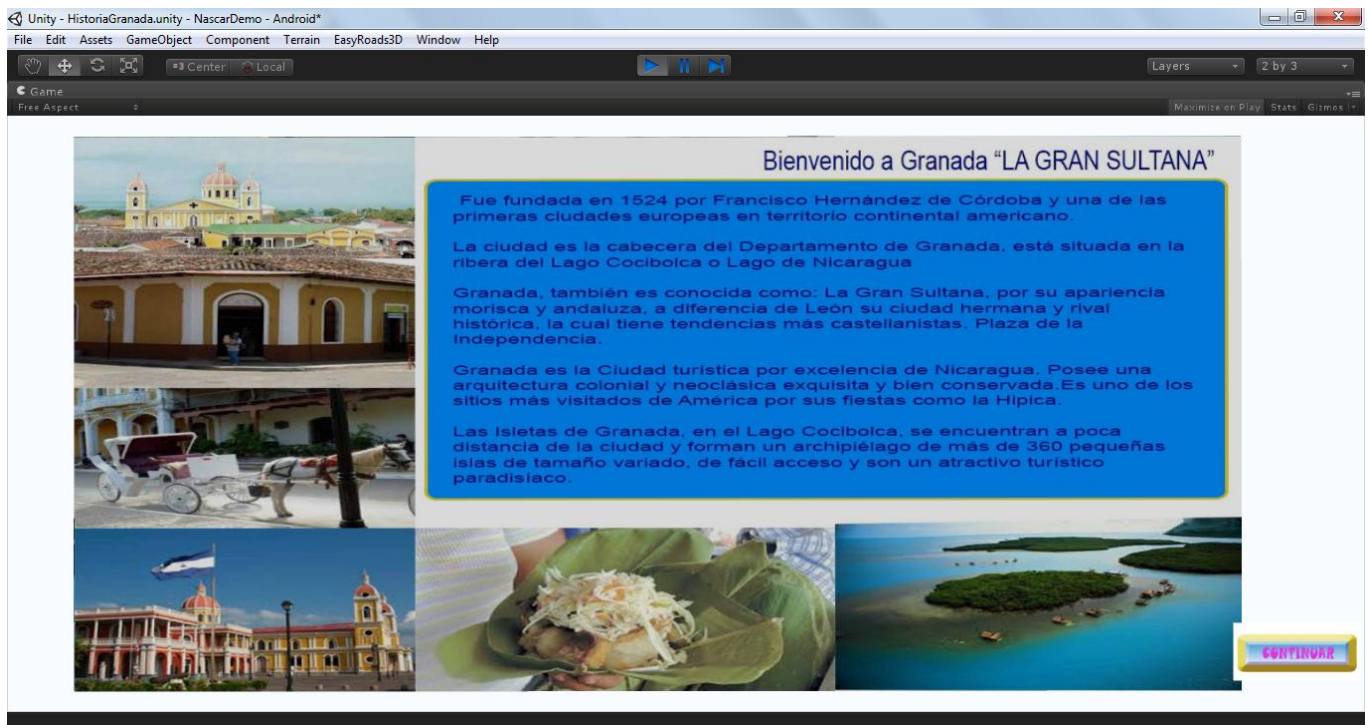 Unity - HistoriaGranada.unity - NascarDemo - Android*
File Edit Assets GameObject Component Terrain EasyRoads3D Window Help
Center Local Layers 2 by 3
Game
Free Aspect Maximize on Play Stats Gizmos
Bienvenido a Granada “LA GRAN SULTANA”
Fue fundada en 1524 por Francisco Hernández de Córdoba y una de las
primeras ciudades europeas en territorio continental americano.
La ciudad es la cabecera del Departamento de Granada, está situada en la
ribera del Lago Cocibolca o Lago de Nicaragua
Granada, también es conocida como: La Gran Sultana, por su apariencia
morisca y andaluza, a diferencia de León su ciudad hermana y rival
histórica, la cual tiene tendencias más castellanistas. Plaza de la
Independencia.
Granada es la Ciudad turística por excelencia de Nicaragua. Posee una
arquitectura colonial y neoclásica exquisita y bien conservada.Es uno de los
sitios más visitados de América por sus fiestas como la Hípica.
Las Isletas de Granada, en el Lago Cocibolca, se encuentran a poca
distancia de la ciudad y forman un archipiélago de más de 360 pequeñas
islas de tamaño variado, de fácil acceso y son un atractivo turístico
paradisíaco.
CONTINUAR